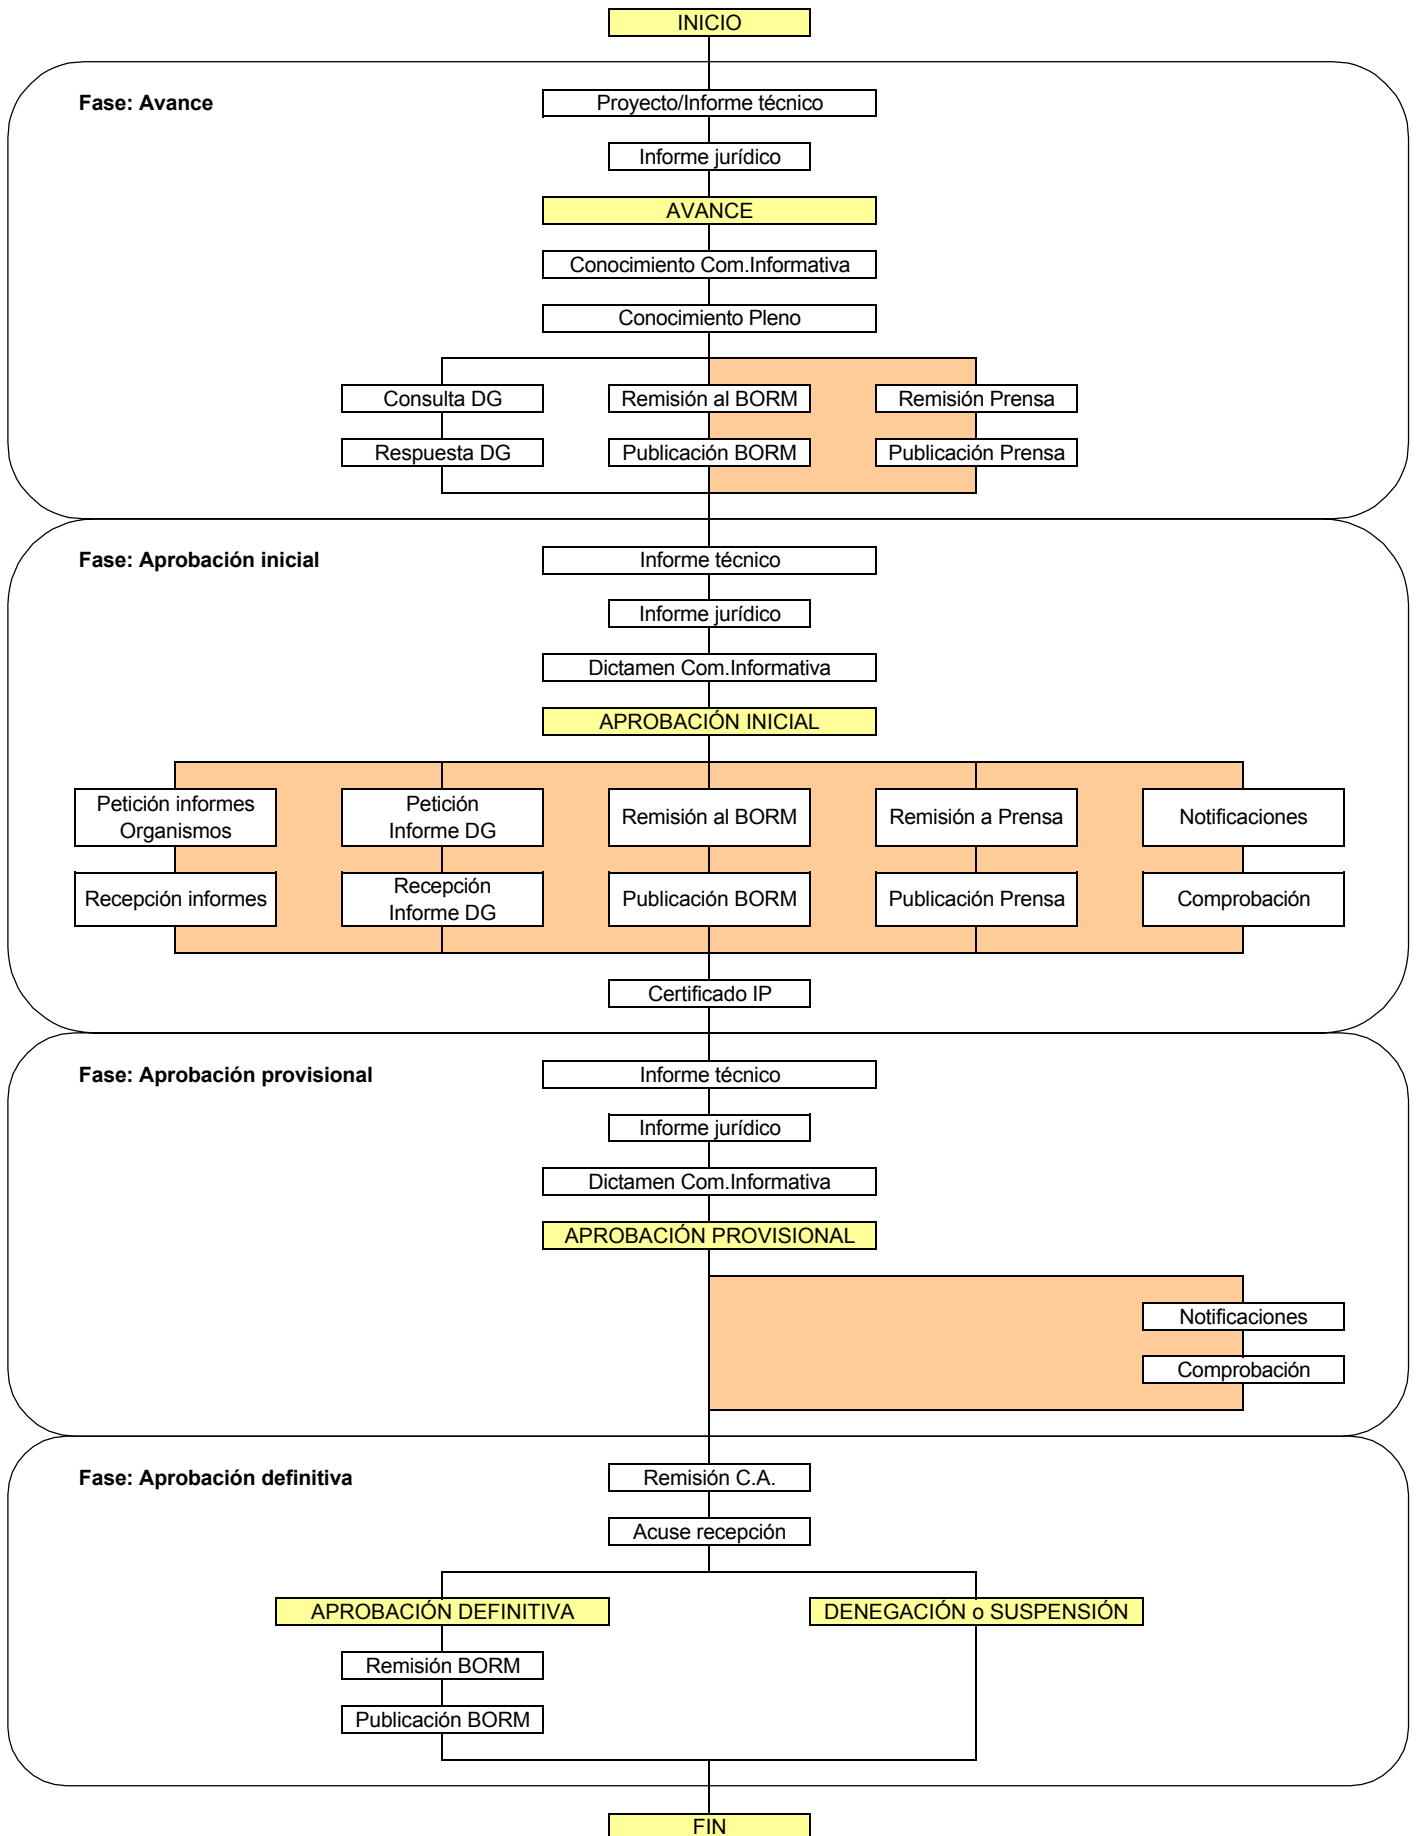 INICIO
Fase: Avance
Proyecto/Informe técnico
Informe jurídico
AVANCE
Conocimiento Com.Informativa
Conocimiento Pleno
Consulta DG
Remisión al BORM
Remisión Prensa
Respuesta DG
Publicación BORM
Publicación Prensa
Fase: Aprobación inicial
Informe técnico
Informe jurídico
Dictamen Com.Informativa
APROBACIÓN INICIAL
Petición informes
Organismos
Petición
Informe DG
Remisión al BORM
Remisión a Prensa
Notificaciones
Recepción informes
Recepción
Informe DG
Publicación BORM
Publicación Prensa
Comprobación
Certificado IP
Fase: Aprobación provisional
Informe técnico
Informe jurídico
Dictamen Com.Informativa
APROBACIÓN PROVISIONAL
Notificaciones
Comprobación
Fase: Aprobación definitiva
Remisión C.A.
Acuse recepción
APROBACIÓN DEFINITIVA
DENEGACIÓN o SUSPENSIÓN
Remisión BORM
Publicación BORM
FIN